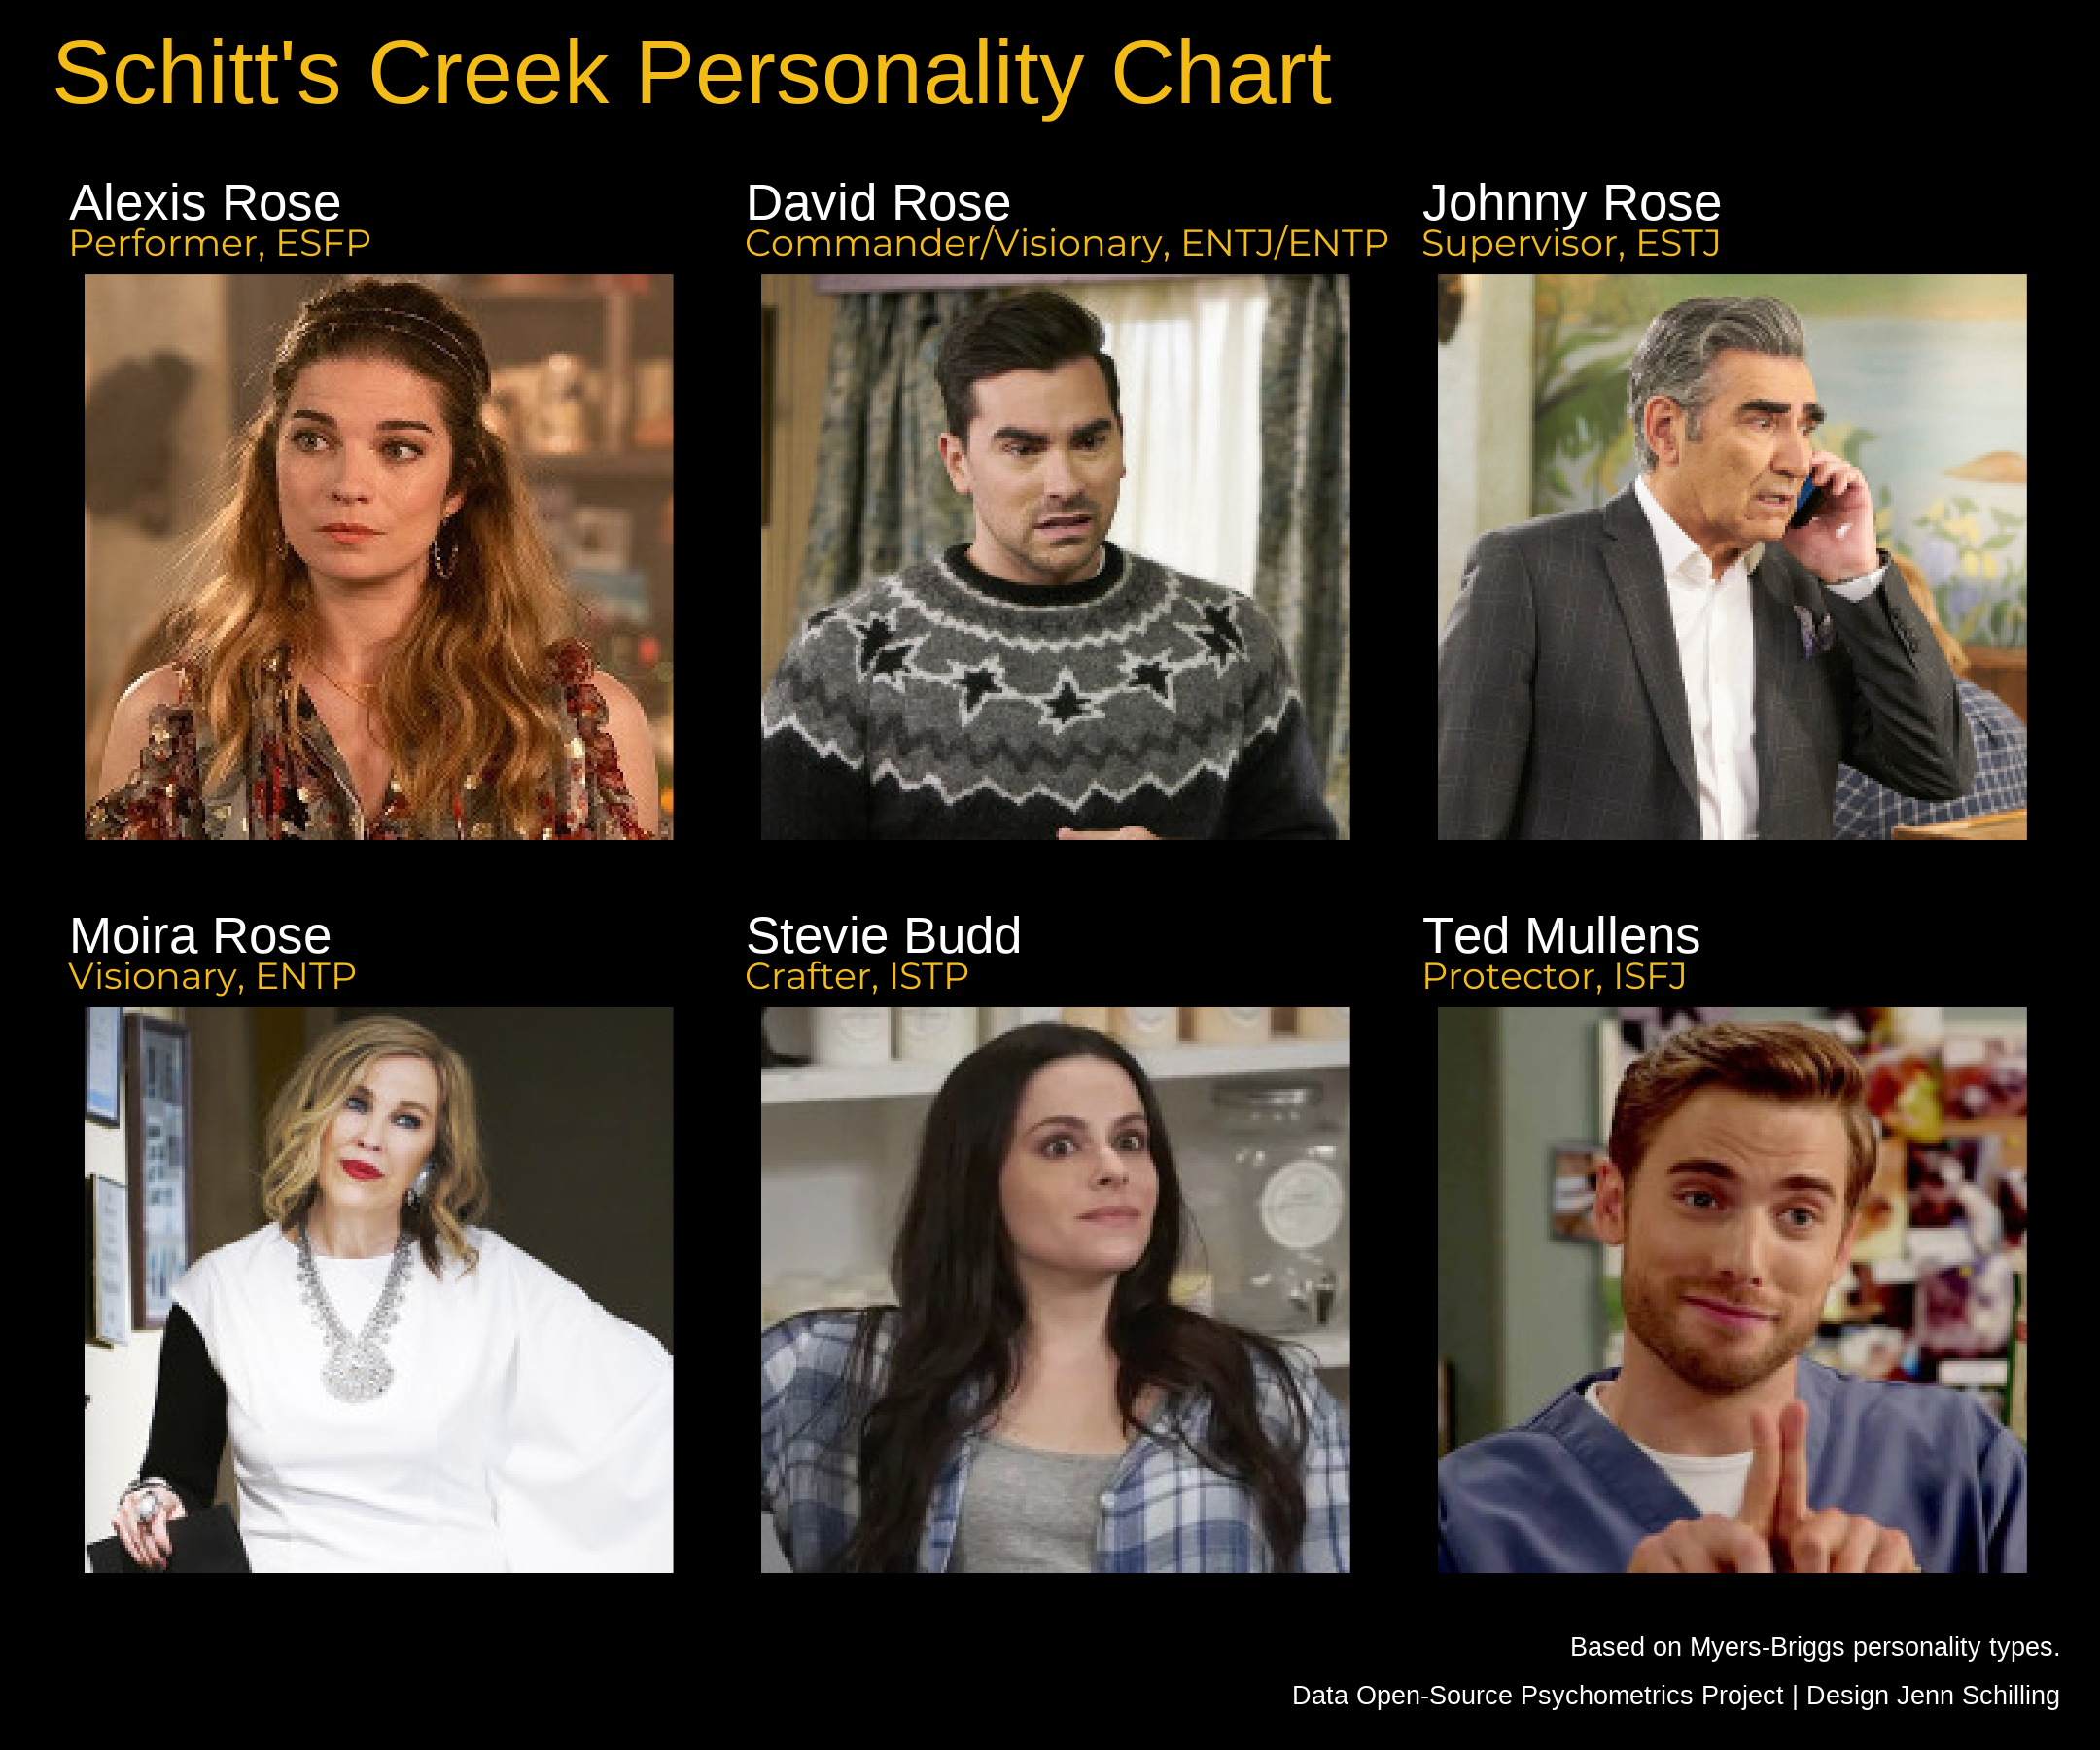 Schitt's Creek Personality Chart
Alexis Rose
Performer, ESFP
David Rose
Commander/Visionary, ENTJ/ENTP
Johnny Rose
Supervisor, ESTJ
Moira Rose
Visionary, ENTP
Stevie Budd
Crafter, ISTP
Ted Mullens
Protector, ISFJ
Based on Myers-Briggs personality types.
Data Open-Source Psychometrics Project | Design Jenn Schilling